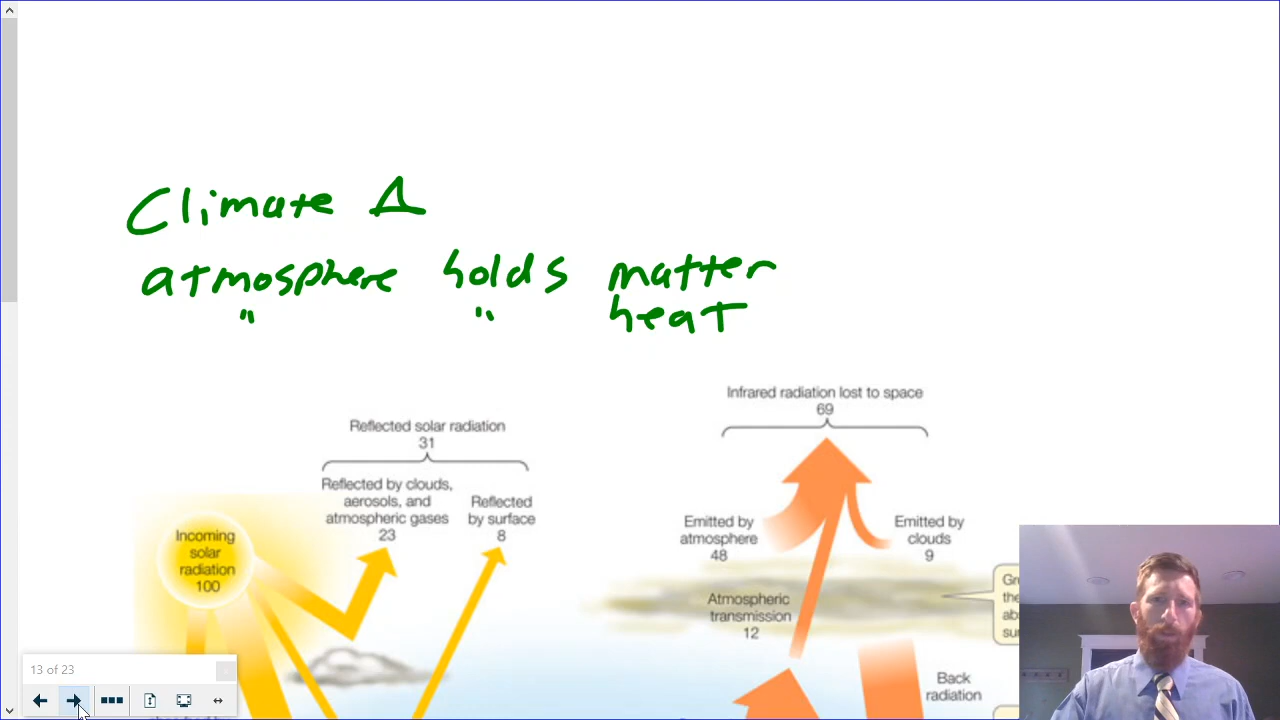 Climate Δ
atmosphere holds matter
" " heat
Infrared radiation lost to space
69
Reflected solar radiation
31
Reflected by clouds,
aerosols, and
atmospheric gases
23
Reflected
by surface
8
Incoming
solar
radiation
100
Emitted by
atmosphere
48
Emitted by
clouds
9
Atmospheric
transmission
12
Back
radiation
13 of 23